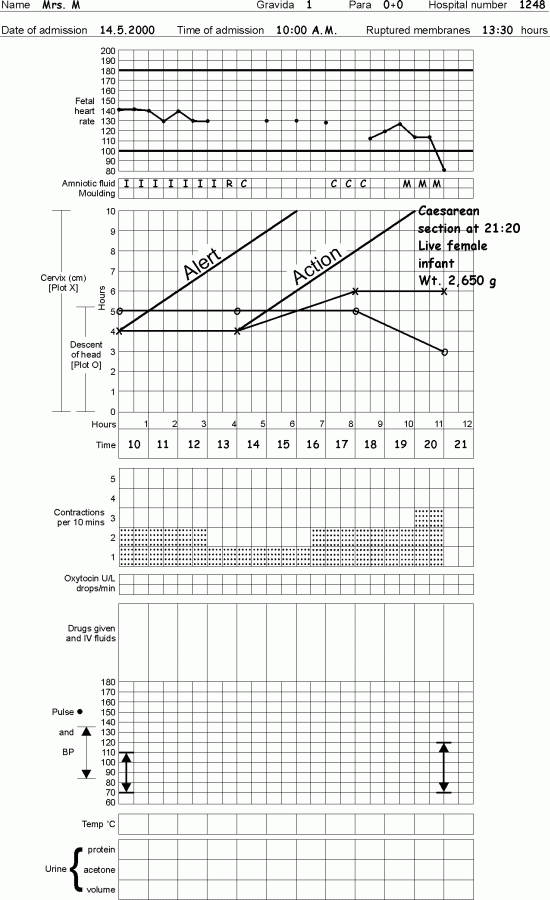 Name Mrs. M Gravida 1 Para 0+0 Hospital number 1248
Date of admission 14.5.2000 Time of admission 10:00 A.M. Ruptured membranes 13:30 hours
Fetal
heart
rate
200
190
180
170
160
150
140
130
120
110
100
90
80
Amniotic fluid I I I I I I I R C C C C M M M
Moulding
Cervix (cm)
[Plot X]
Descent
of head
[Plot O]
Hours
10
9
8
7
6
5
4
3
2
1
0
Alert
Action
Caesarean
section at 21:20
Live female
infant
Wt. 2,650 g
Hours 1 2 3 4 5 6 7 8 9 10 11 12
Time 10 11 12 13 14 15 16 17 18 19 20 21
Contractions
per 10 mins
5
4
3
2
1
Oxytocin U/L
drops/min
Drugs given
and IV fluids
Pulse
and
BP
180
170
160
150
140
130
120
110
100
90
80
70
60
Temp °C
Urine
protein
acetone
volume